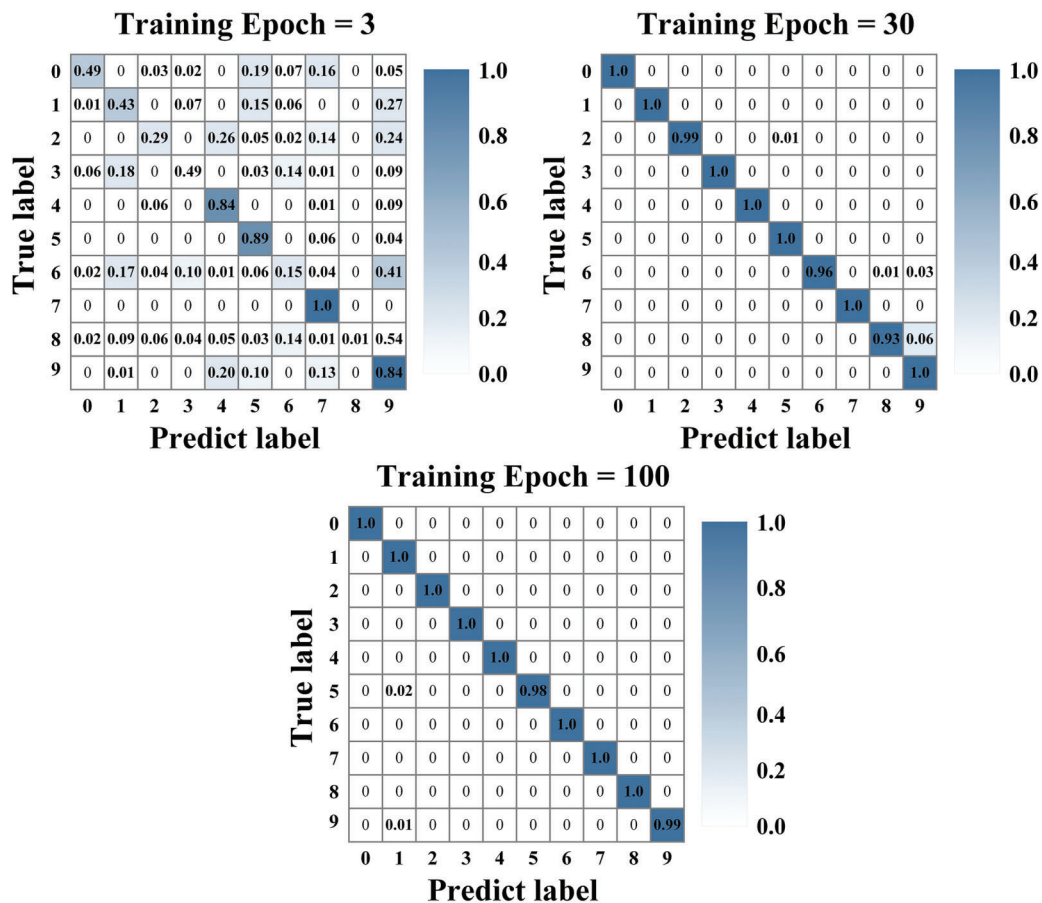 Training Epoch = 3
0 0.49 0 0.03 0.02 0 0.19 0.07 0.16 0 0.05
1 0.01 0.43 0 0.07 0 0.15 0.06 0 0 0.27
2 0 0 0.29 0 0.26 0.05 0.02 0.14 0 0.24
3 0.06 0.18 0 0.49 0 0.03 0.14 0.01 0 0.09
4 0 0 0.06 0 0.84 0 0 0.01 0 0.09
5 0 0 0 0 0 0.89 0 0.06 0 0.04
6 0.02 0.17 0.04 0.10 0.01 0.06 0.15 0.04 0 0.41
7 0 0 0 0 0 0 0 1.0 0 0
8 0.02 0.09 0.06 0.04 0.05 0.03 0.14 0.01 0.01 0.54
9 0 0.01 0 0 0.20 0.10 0 0.13 0 0.84
0 1 2 3 4 5 6 7 8 9
True label
Predict label
1.0
0.8
0.6
0.4
0.2
0.0
Training Epoch = 30
0 1.0 0 0 0 0 0 0 0 0 0
1 0 1.0 0 0 0 0 0 0 0 0
2 0 0 0.99 0 0 0.01 0 0 0 0
3 0 0 0 1.0 0 0 0 0 0 0
4 0 0 0 0 1.0 0 0 0 0 0
5 0 0 0 0 0 1.0 0 0 0 0
6 0 0 0 0 0 0 0.96 0 0.01 0.03
7 0 0 0 0 0 0 0 1.0 0 0
8 0 0 0 0 0 0 0 0 0.93 0.06
9 0 0 0 0 0 0 0 0 0 1.0
0 1 2 3 4 5 6 7 8 9
True label
Predict label
1.0
0.8
0.6
0.4
0.2
0.0
Training Epoch = 100
0 1.0 0 0 0 0 0 0 0 0 0
1 0 1.0 0 0 0 0 0 0 0 0
2 0 0 1.0 0 0 0 0 0 0 0
3 0 0 0 1.0 0 0 0 0 0 0
4 0 0 0 0 1.0 0 0 0 0 0
5 0 0.02 0 0 0 0.98 0 0 0 0
6 0 0 0 0 0 0 1.0 0 0 0
7 0 0 0 0 0 0 0 1.0 0 0
8 0 0 0 0 0 0 0 0 1.0 0
9 0 0.01 0 0 0 0 0 0 0 0.99
0 1 2 3 4 5 6 7 8 9
True label
Predict label
1.0
0.8
0.6
0.4
0.2
0.0